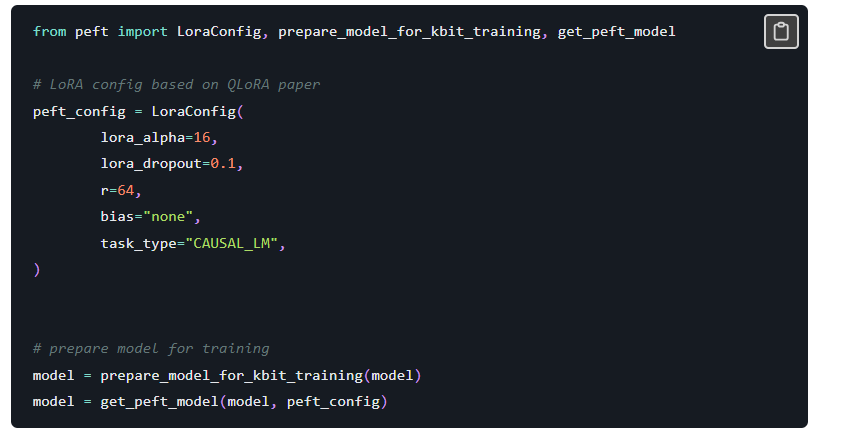 from peft import LoraConfig, prepare_model_for_kbit_training, get_peft_model
# LoRA config based on QLoRA paper
peft_config = LoraConfig(
lora_alpha=16,
lora_dropout=0.1,
r=64,
bias="none",
task_type="CAUSAL_LM",
)
# prepare model for training
model = prepare_model_for_kbit_training(model)
model = get_peft_model(model, peft_config)